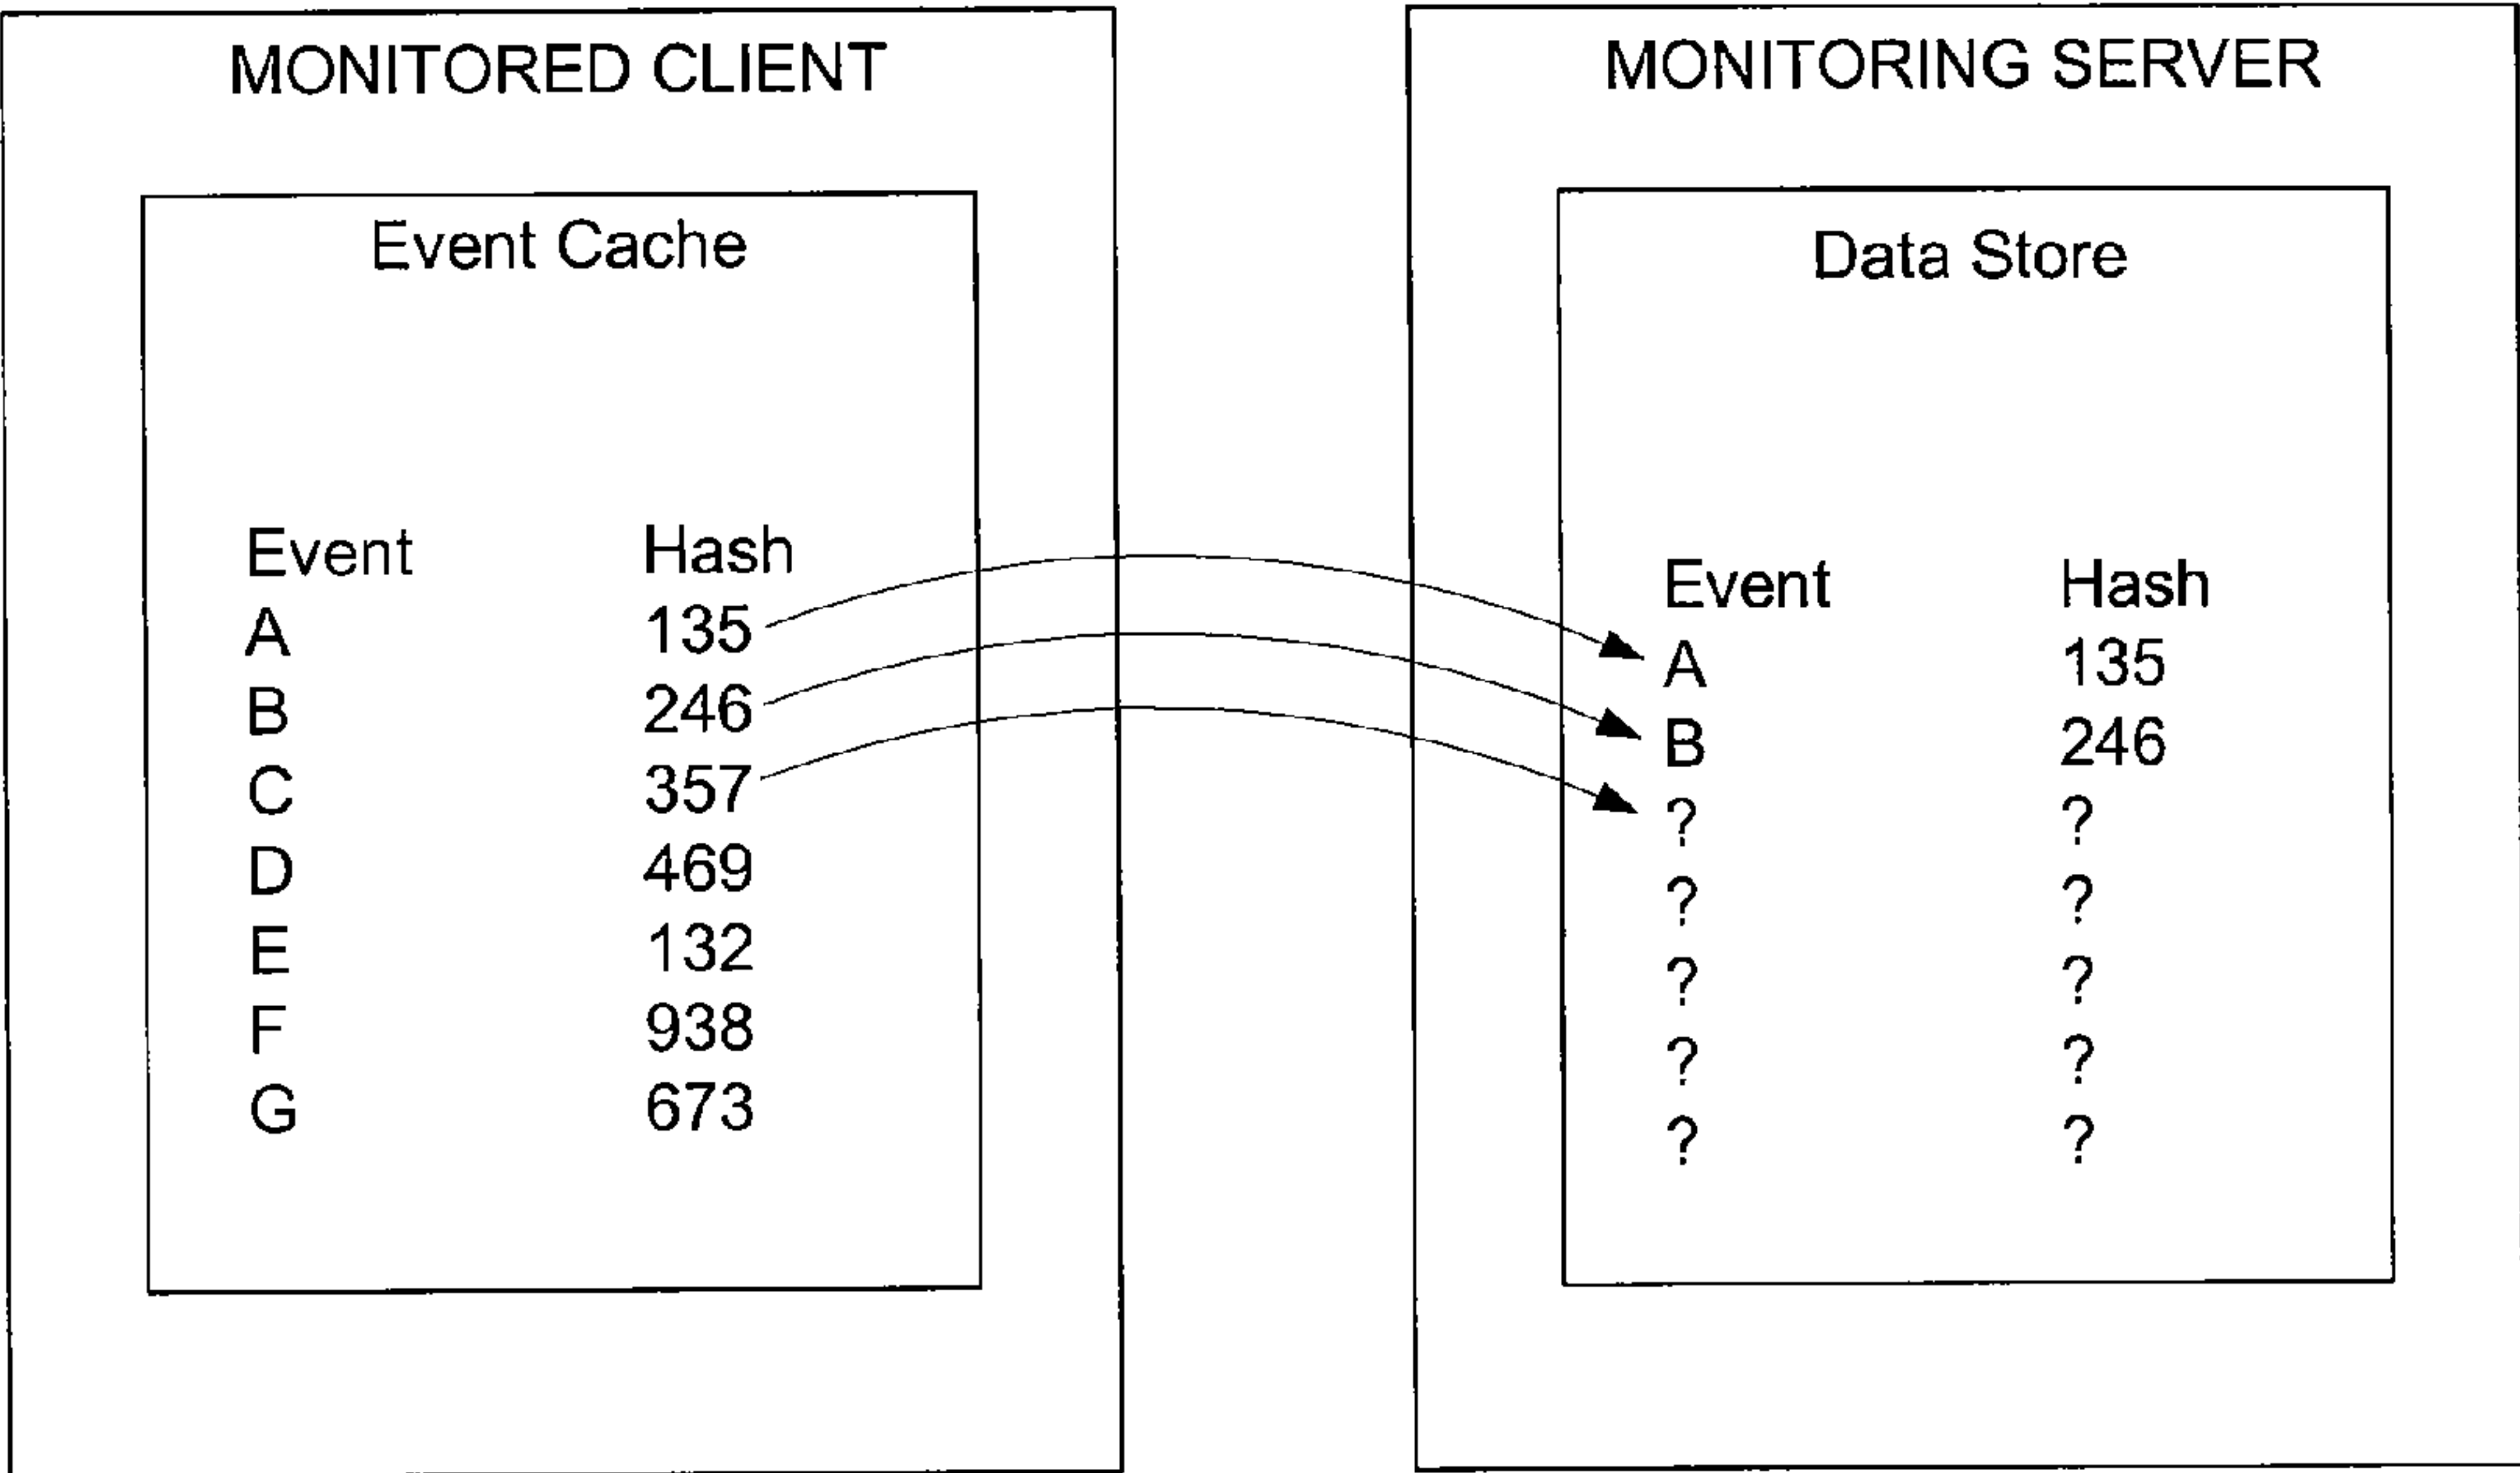 MONITORED CLIENT
Event Cache
Event Hash
A 135
B 246
C 357
D 469
E 132
F 938
G 673
MONITORING SERVER
Data Store
Event Hash
A 135
B 246
? ?
? ?
? ?
? ?
? ?